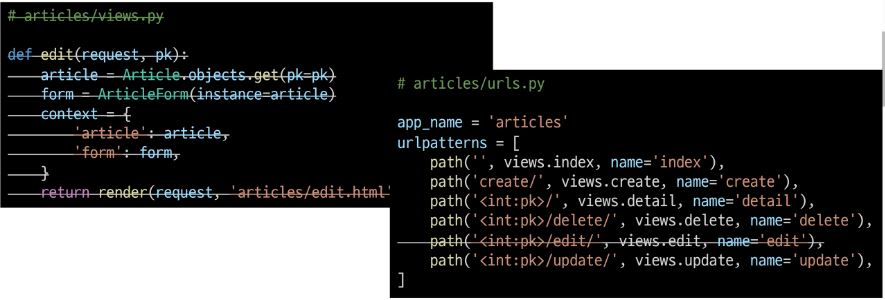 # articles/views.py
def edit(request, pk):
    article = Article.objects.get(pk=pk)
    form = ArticleForm(instance=article)
    context = {
        'article': article,
        'form': form,
    }
    return render(request, 'articles/edit.html'
# articles/urls.py
app_name = 'articles'
urlpatterns = [
    path('', views.index, name='index'),
    path('create/', views.create, name='create'),
    path('<int:pk>/', views.detail, name='detail'),
    path('<int:pk>/delete/', views.delete, name='delete'),
    path('<int:pk>/edit/', views.edit, name='edit'),
    path('<int:pk>/update/', views.update, name='update'),
]